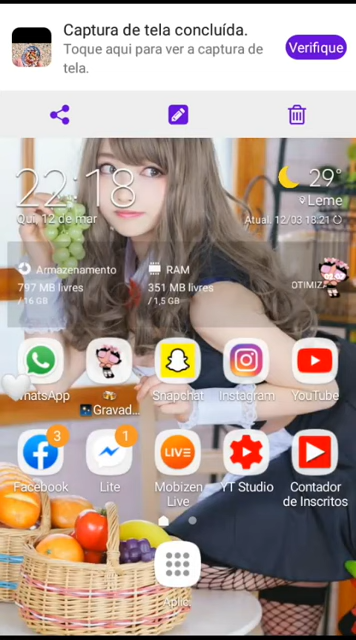 Captura de tela concluída.
Toque aqui para ver a captura de
tela.
Verifique
22:18
Qui, 12 de mar
29°
Leme
Atual. 12/03 18:21
Armazenamento
797 MB livres
/ 16 GB
RAM
351 MB livres
/ 1,5 GB
OTIMIZ
WhatsApp
Gravad...
Snapchat
Instagram
YouTube
3
1
LIVE
Facebook
Lite
Mobizen
Live
YT Studio
Contador
de Inscritos
Aplic.